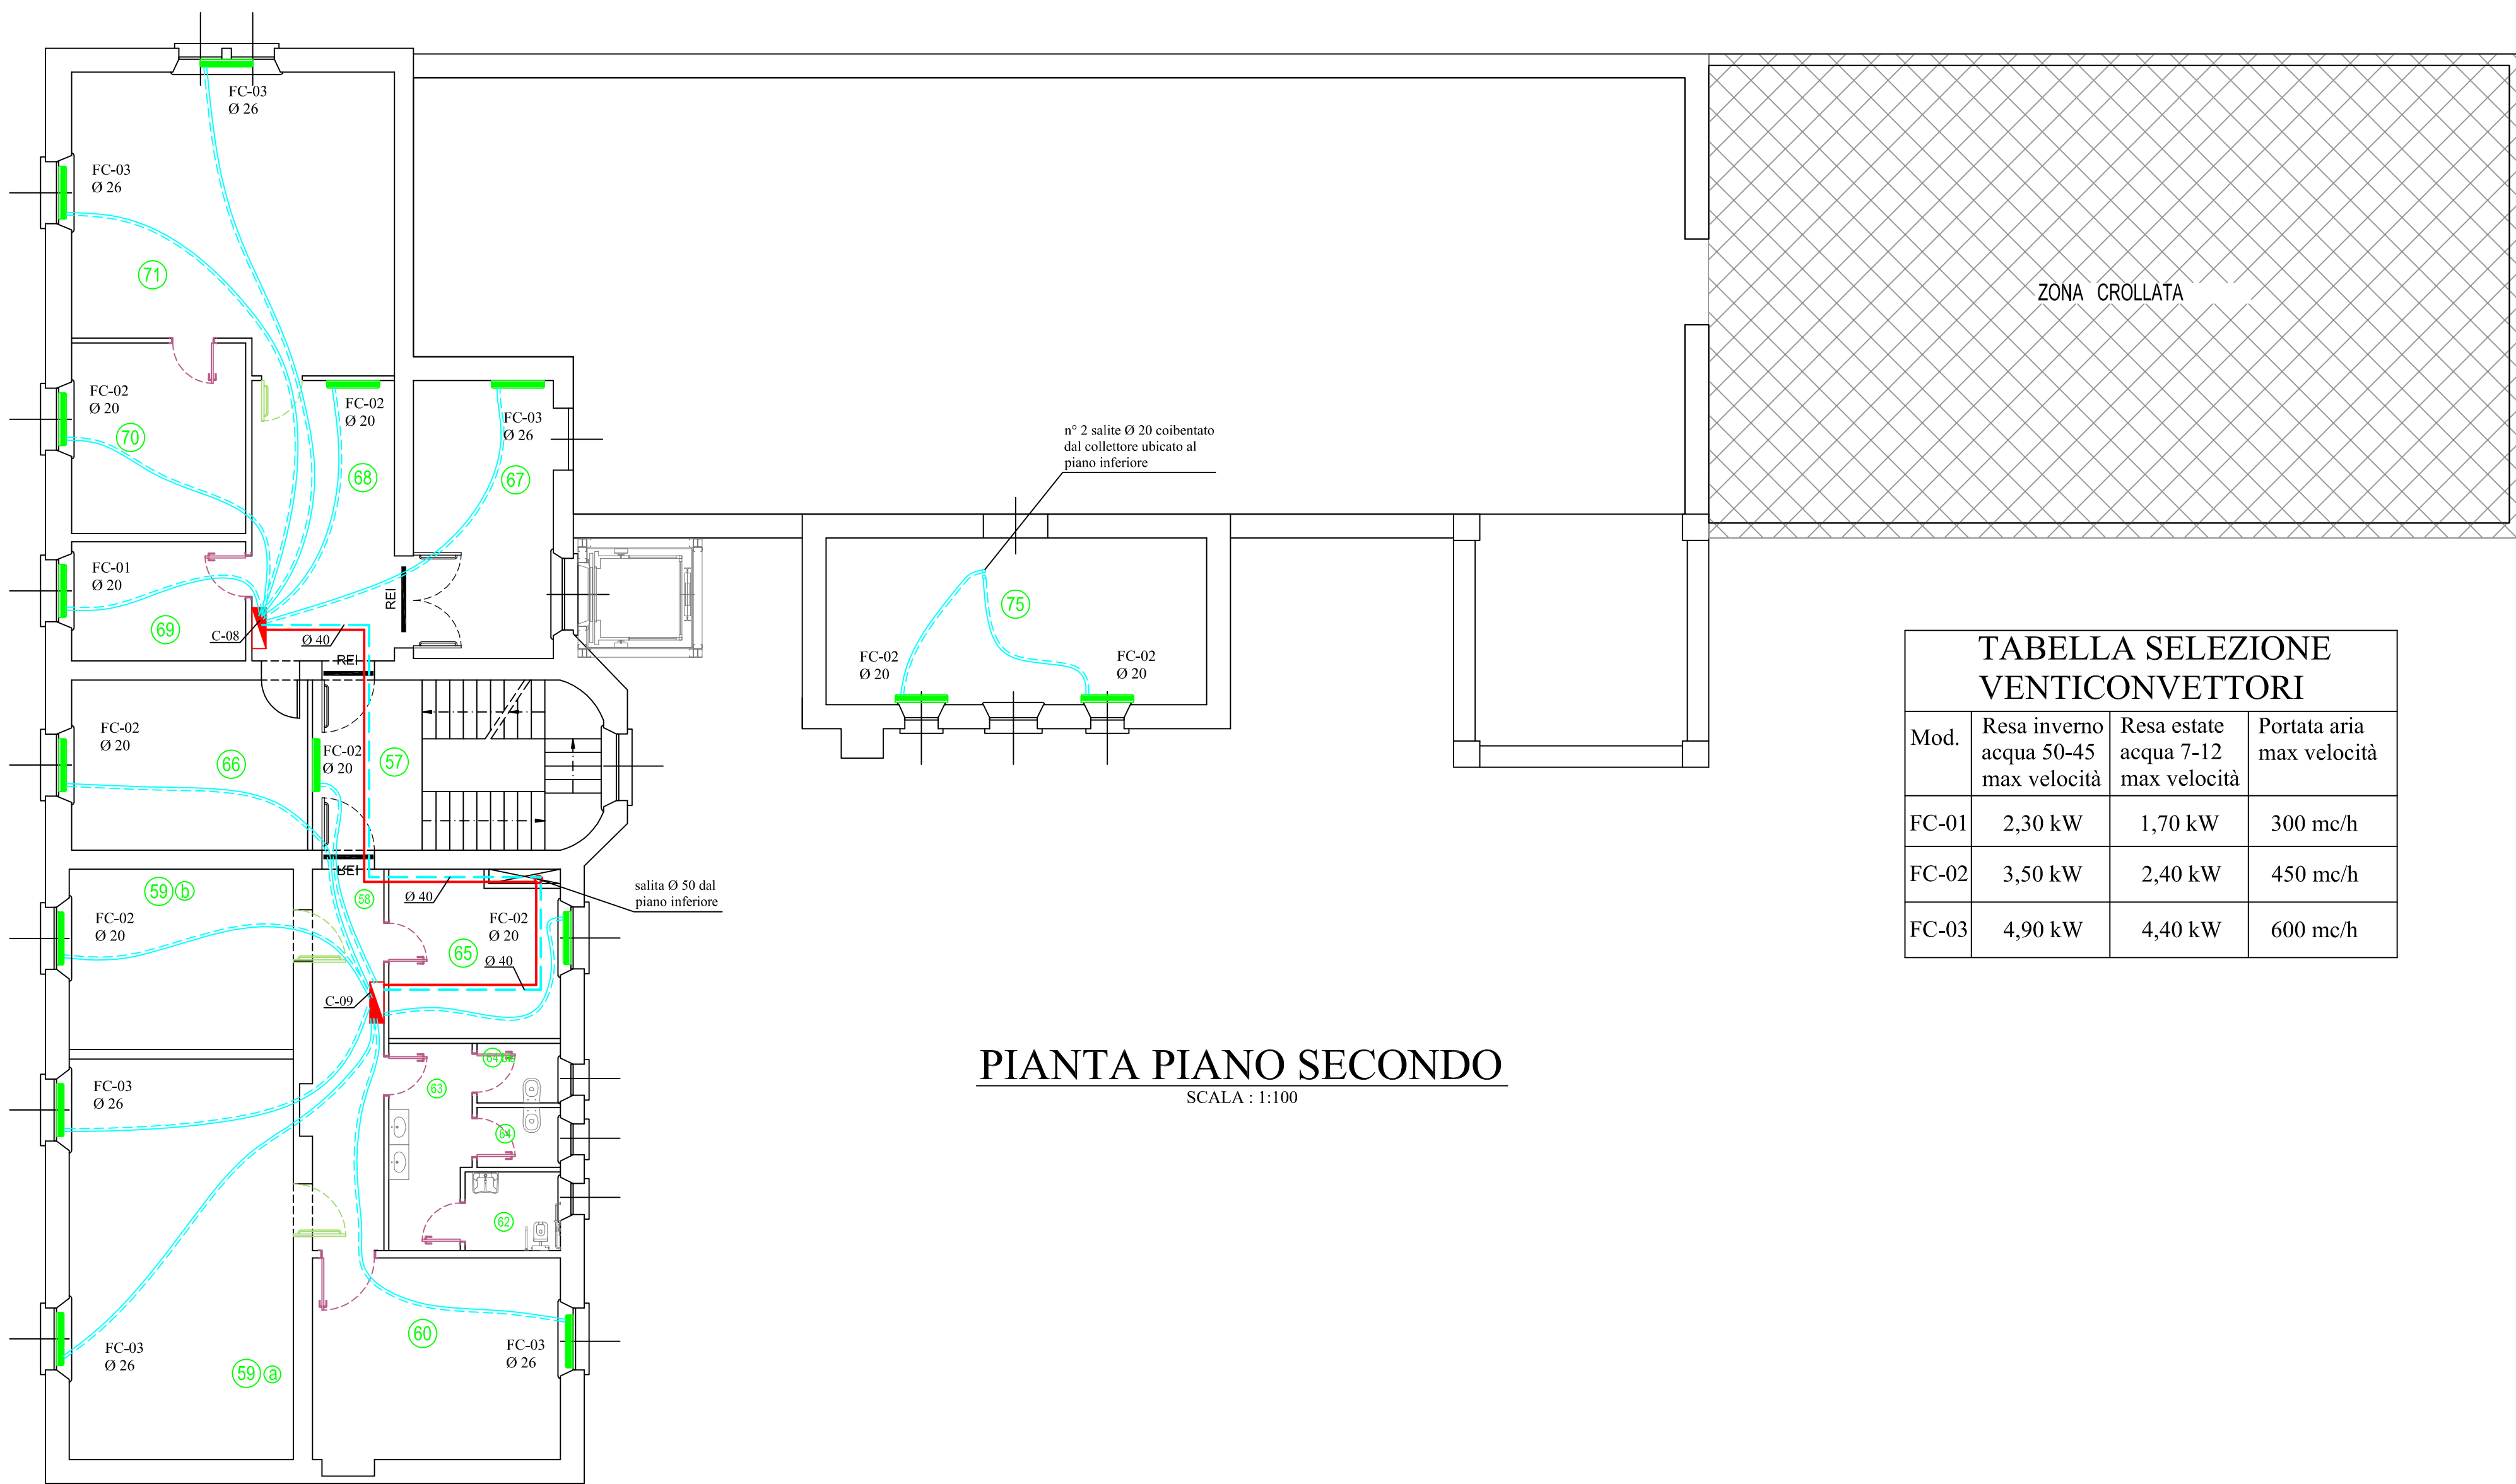 FC-03
Ø 26
FC-03
Ø 26
71
ZONA CROLLATA
FC-02
Ø 20
70
FC-02
Ø 20
68
FC-03
Ø 26
67
n° 2 salite Ø 20 coibentato
dal collettore ubicato al
piano inferiore
FC-01
Ø 20
69
C-08
Ø 40
REI
REI
75
FC-02
Ø 20
FC-02
Ø 20
TABELLA SELEZIONE
VENTICONVETTORI
Mod.
Resa inverno
acqua 50-45
max velocità
Resa estate
acqua 7-12
max velocità
Portata aria
max velocità
FC-01 2,30 kW 1,70 kW 300 mc/h
FC-02 3,50 kW 2,40 kW 450 mc/h
FC-03 4,90 kW 4,40 kW 600 mc/h
FC-02
Ø 20
66
FC-02
Ø 20
57
REI
59 b
FC-02
Ø 20
58
Ø 40
salita Ø 50 dal
piano inferiore
FC-02
Ø 20
65
Ø 40
C-09
PIANTA PIANO SECONDO
SCALA : 1:100
FC-03
Ø 26
63
64
62
60
FC-03
Ø 26
FC-03
Ø 26
59 a